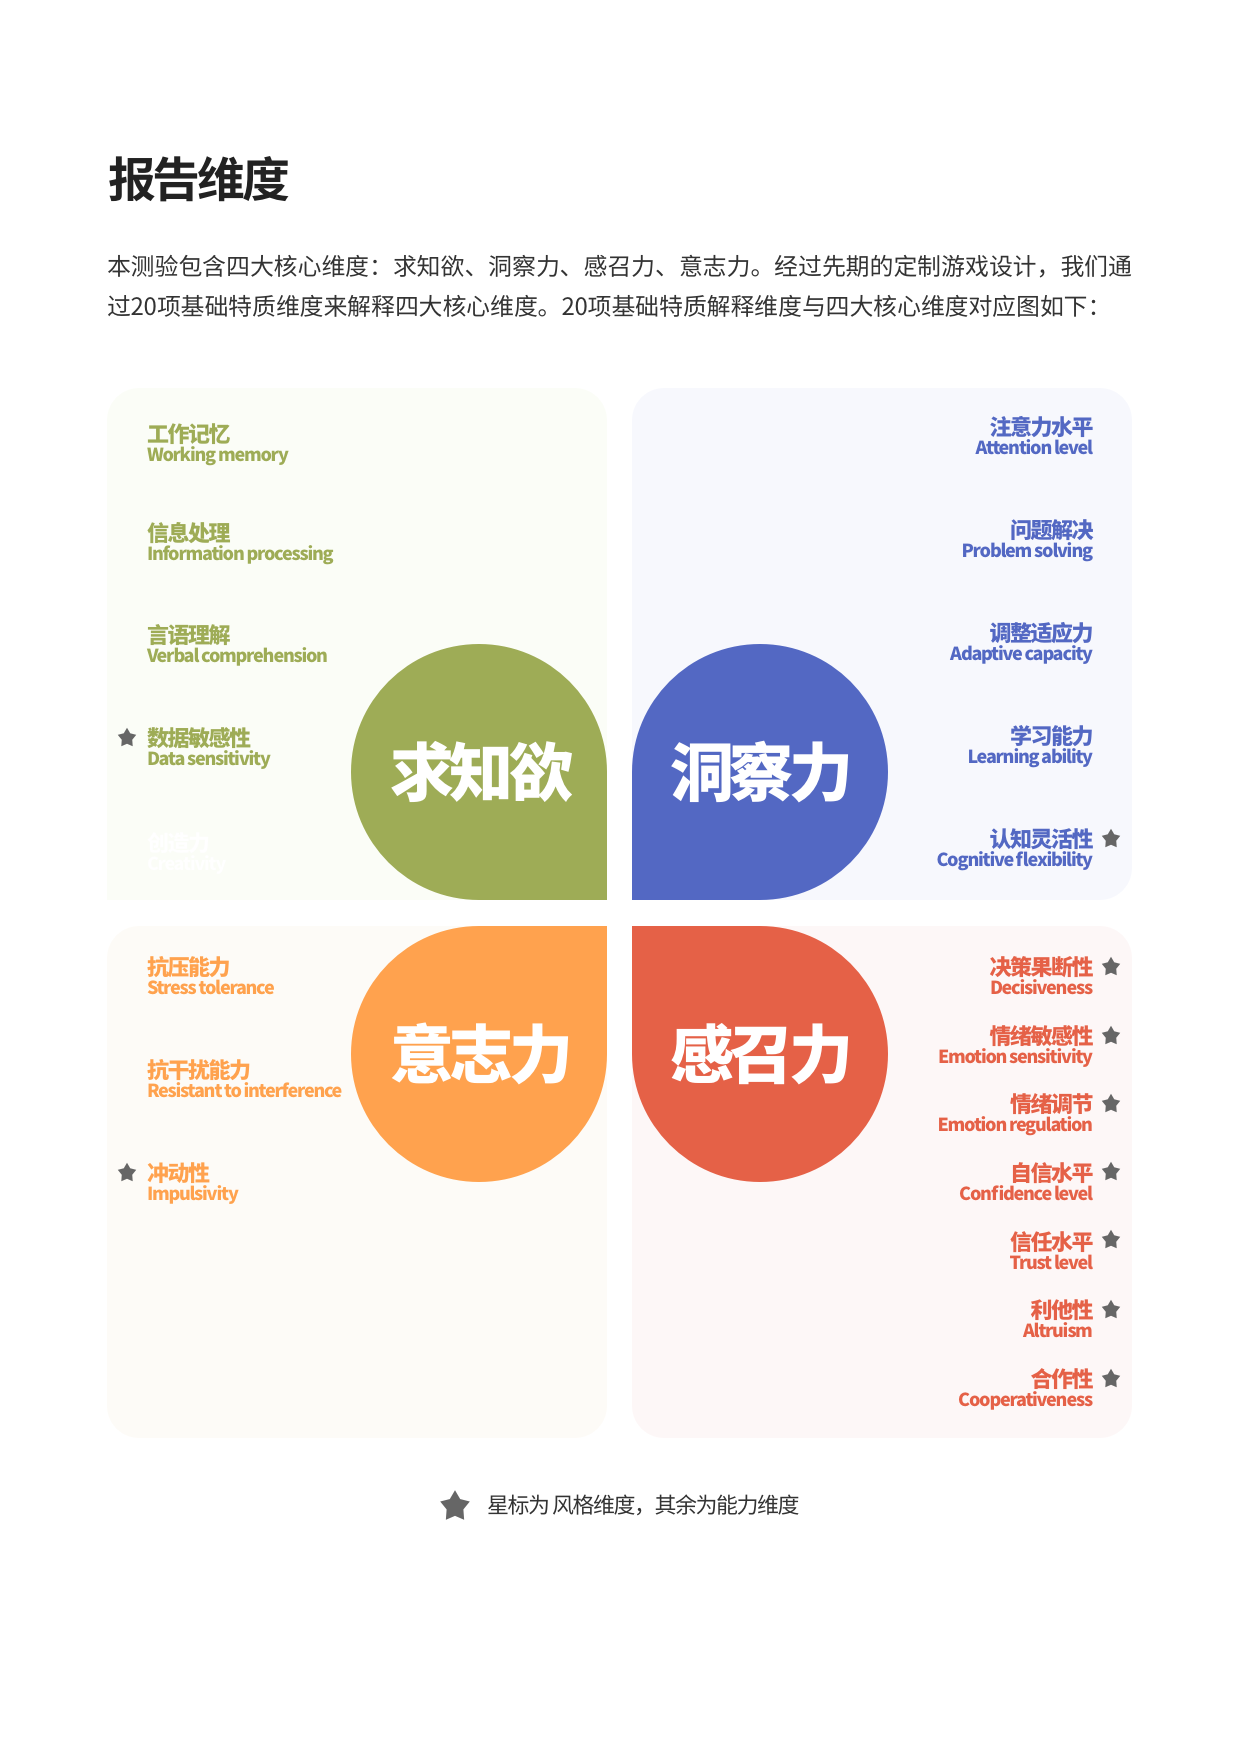 报告维度
本测验包含四大核心维度：求知欲、洞察力、感召力、意志力。经过先期的定制游戏设计，我们通
过20项基础特质维度来解释四大核心维度。20项基础特质解释维度与四大核心维度对应图如下：
工作记忆
Working memory
信息处理
Information processing
言语理解
Verbal comprehension
数据敏感性
Data sensitivity
创造力
Creativity
求知欲
注意力水平
Attention level
问题解决
Problem solving
调整适应力
Adaptive capacity
学习能力
Learning ability
认知灵活性
Cognitive flexibility
洞察力
抗压能力
Stress tolerance
抗干扰能力
Resistant to interference
冲动性
Impulsivity
意志力
决策果断性
Decisiveness
情绪敏感性
Emotion sensitivity
情绪调节
Emotion regulation
自信水平
Confidence level
信任水平
Trust level
利他性
Altruism
合作性
Cooperativeness
感召力
星标为 风格维度，其余为能力维度